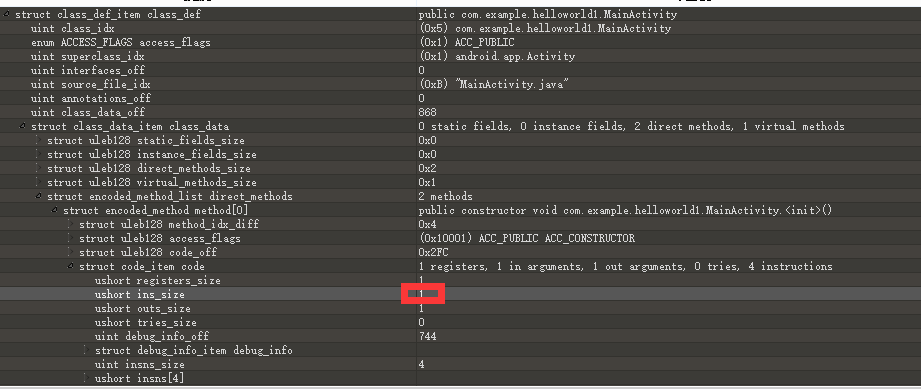 struct class_def_item class_def public com.example.helloworld1.MainActivity
uint class_idx (0x5) com.example.helloworld1.MainActivity
enum ACCESS_FLAGS access_flags (0x1) ACC_PUBLIC
uint superclass_idx (0x1) android.app.Activity
uint interfaces_off 0
uint source_file_idx (0xB) "MainActivity.java"
uint annotations_off 0
uint class_data_off 868
struct class_data_item class_data 0 static fields, 0 instance fields, 2 direct methods, 1 virtual methods
struct uleb128 static_fields_size 0x0
struct uleb128 instance_fields_size 0x0
struct uleb128 direct_methods_size 0x2
struct uleb128 virtual_methods_size 0x1
struct encoded_method_list direct_methods 2 methods
struct encoded_method method[0] public constructor void com.example.helloworld1.MainActivity.<init>()
struct uleb128 method_idx_diff 0x4
struct uleb128 access_flags (0x10001) ACC_PUBLIC ACC_CONSTRUCTOR
struct uleb128 code_off 0x2FC
struct code_item code 1 registers, 1 in arguments, 1 out arguments, 0 tries, 4 instructions
ushort registers_size 1
ushort ins_size 1
ushort outs_size 1
ushort tries_size 0
uint debug_info_off 744
struct debug_info_item debug_info
uint insns_size 4
ushort insns[4]